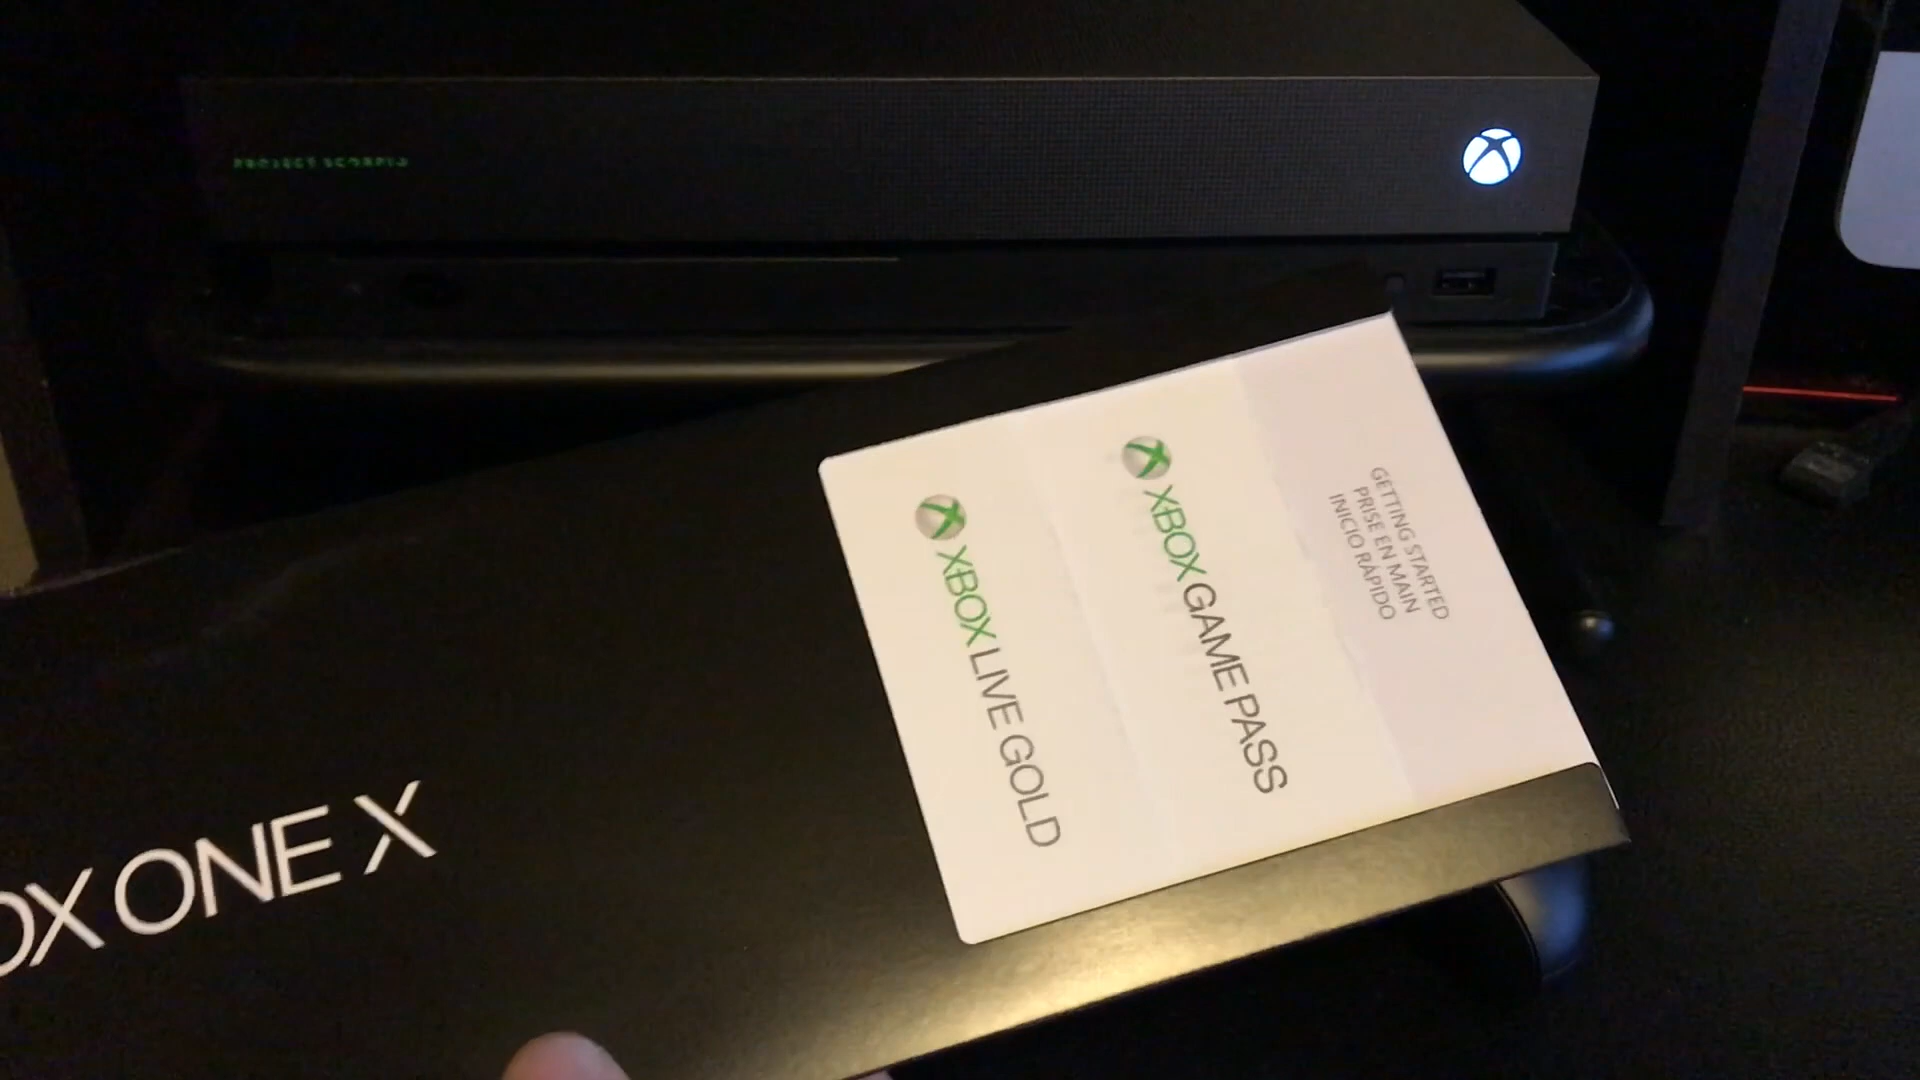 PROJECT SCORPIO
OX ONE X
XBOX LIVE GOLD
XBOX GAME PASS
GETTING STARTED
PRISE EN MAIN
INICIO RÁPIDO